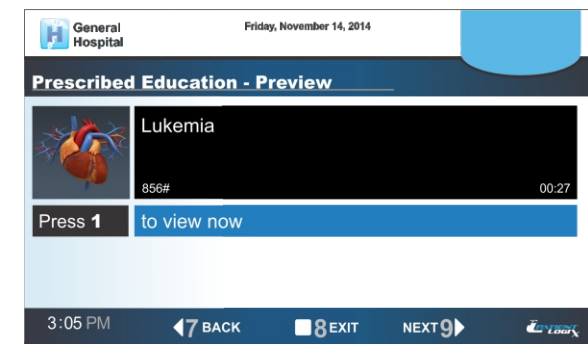 General
Hospital
Friday, November 14, 2014
Prescribed Education - Preview
Lukemia
856# 00:27
Press 1 to view now
3:05 PM 7 BACK 8 EXIT NEXT 9